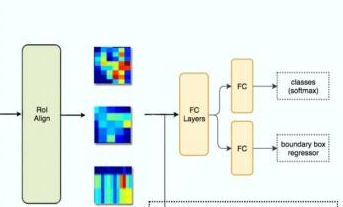 RoI
Align
FC
Layers
FC
classes
(softmax)
FC
boundary box
regressor